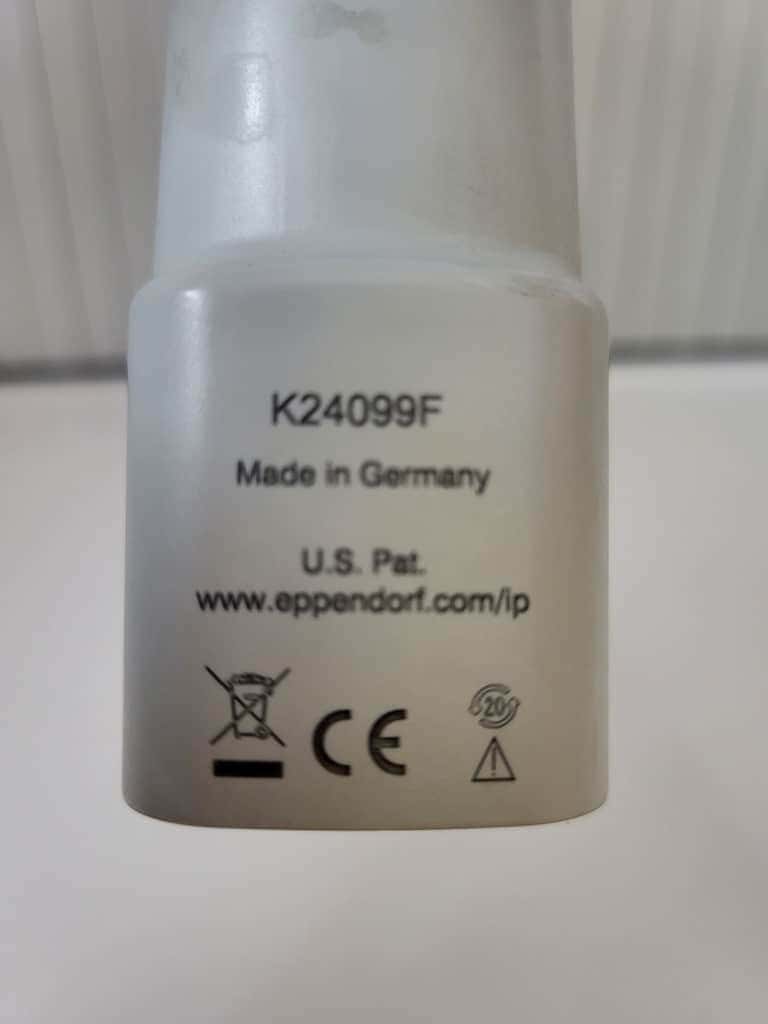 K24099F
Made in Germany
U.S. Pat.
www.eppendorf.com/ip
CE
20